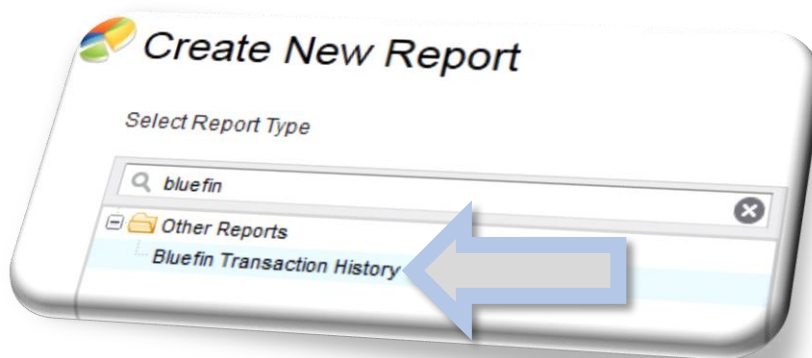 Create New Report
Select Report Type
bluefin
Other Reports
Bluefin Transaction History